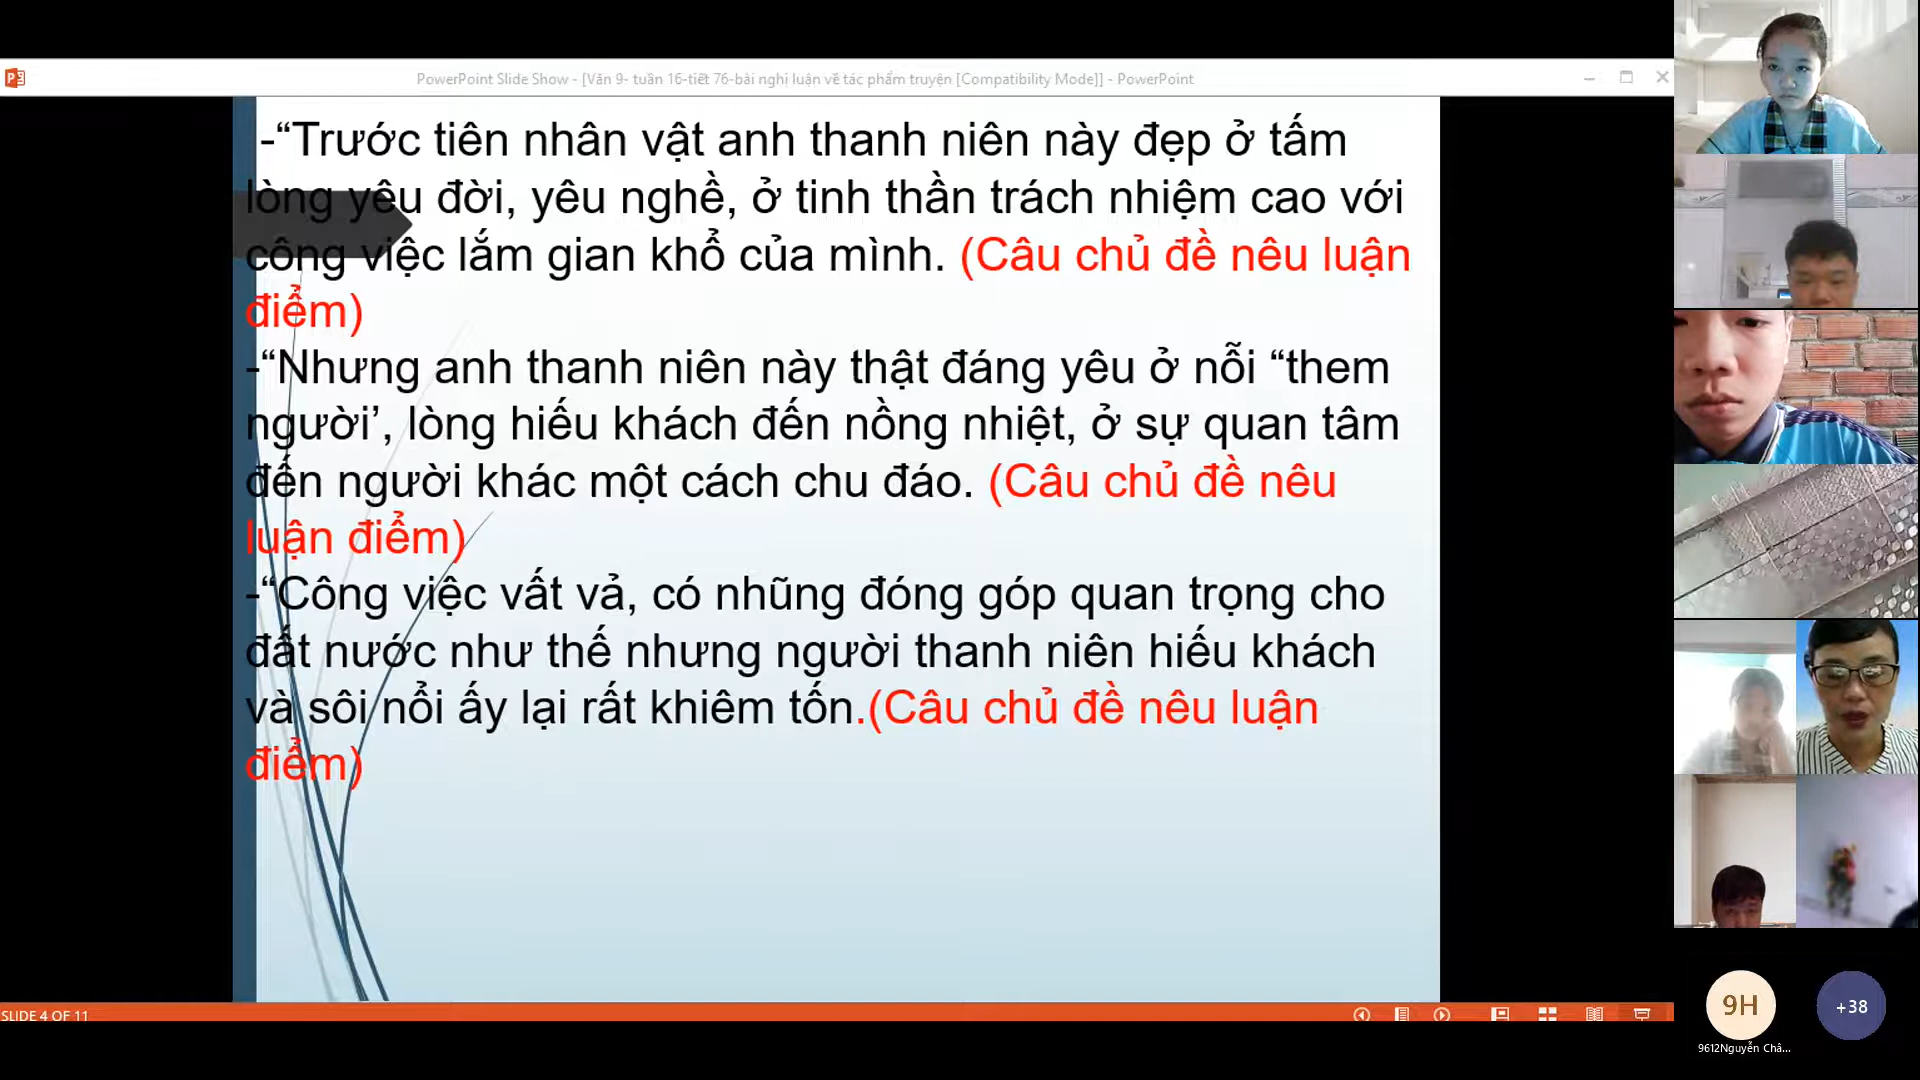 PowerPoint Slide Show - [Văn 9- tuần 16-tiết 76-bài nghị luận về tác phẩm truyện [Compatibility Mode]] - PowerPoint
-“Trước tiên nhân vật anh thanh niên này đẹp ở tấm
lòng yêu đời, yêu nghề, ở tinh thần trách nhiệm cao với
công việc lắm gian khổ của mình. (Câu chủ đề nêu luận
điểm)
-“Nhưng anh thanh niên này thật đáng yêu ở nỗi “them
người’, lòng hiếu khách đến nồng nhiệt, ở sự quan tâm
đến người khác một cách chu đáo. (Câu chủ đề nêu
luận điểm)
-“Công việc vất vả, có nhũng đóng góp quan trọng cho
đất nước như thế nhưng người thanh niên hiếu khách
và sôi nổi ấy lại rất khiêm tốn.(Câu chủ đề nêu luận
điểm)
SLIDE 4 OF 11
9H
+38
9612Nguyễn Châ...